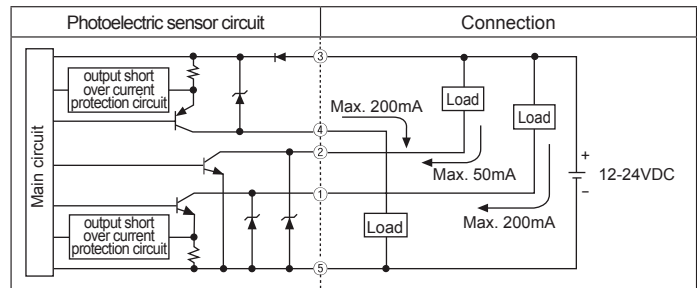 Photoelectric sensor circuit
Connection
Main circuit
output short
over current
protection circuit
output short
over current
protection circuit
③
④
②
①
⑤
Max. 200mA
Load
Load
Max. 50mA
Load
Max. 200mA
+
12-24VDC
−